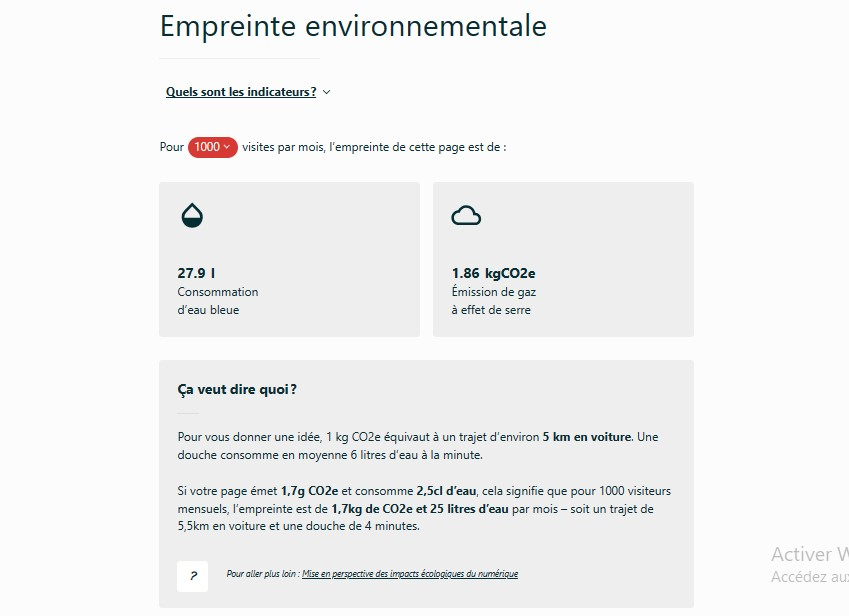 Empreinte environnementale
Quels sont les indicateurs ?
Pour 1000 visites par mois, l’empreinte de cette page est de :
27.9 l
Consommation
d’eau bleue
1.86 kgCO2e
Émission de gaz
à effet de serre
Ça veut dire quoi ?
Pour vous donner une idée, 1 kg CO2e équivaut à un trajet d’environ 5 km en voiture. Une
douche consomme en moyenne 6 litres d’eau à la minute.
Si votre page émet 1,7g CO2e et consomme 2,5cl d’eau, cela signifie que pour 1000 visiteurs
mensuels, l’empreinte est de 1,7kg de CO2e et 25 litres d’eau par mois – soit un trajet de
5,5km en voiture et une douche de 4 minutes.
? Pour aller plus loin : Mise en perspective des impacts écologiques du numérique
Activer W
Accédez aux